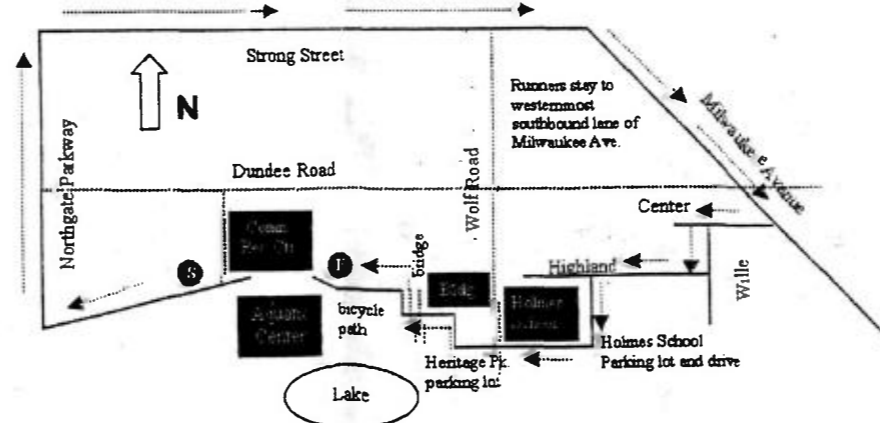 Strong Street
N
Runners stay to
westernmost
southbound lane of
Milwaukee Ave.
Milwaukee Avenue
Northgate Parkway
Dundee Road
Wolf Road
Center
S
F
bridge
Highland
Wille
Aquatic
Center
bicycle
path
Holmes
Holmes School
Parking lot and drive
Heritage Pk.
parking lot
Lake